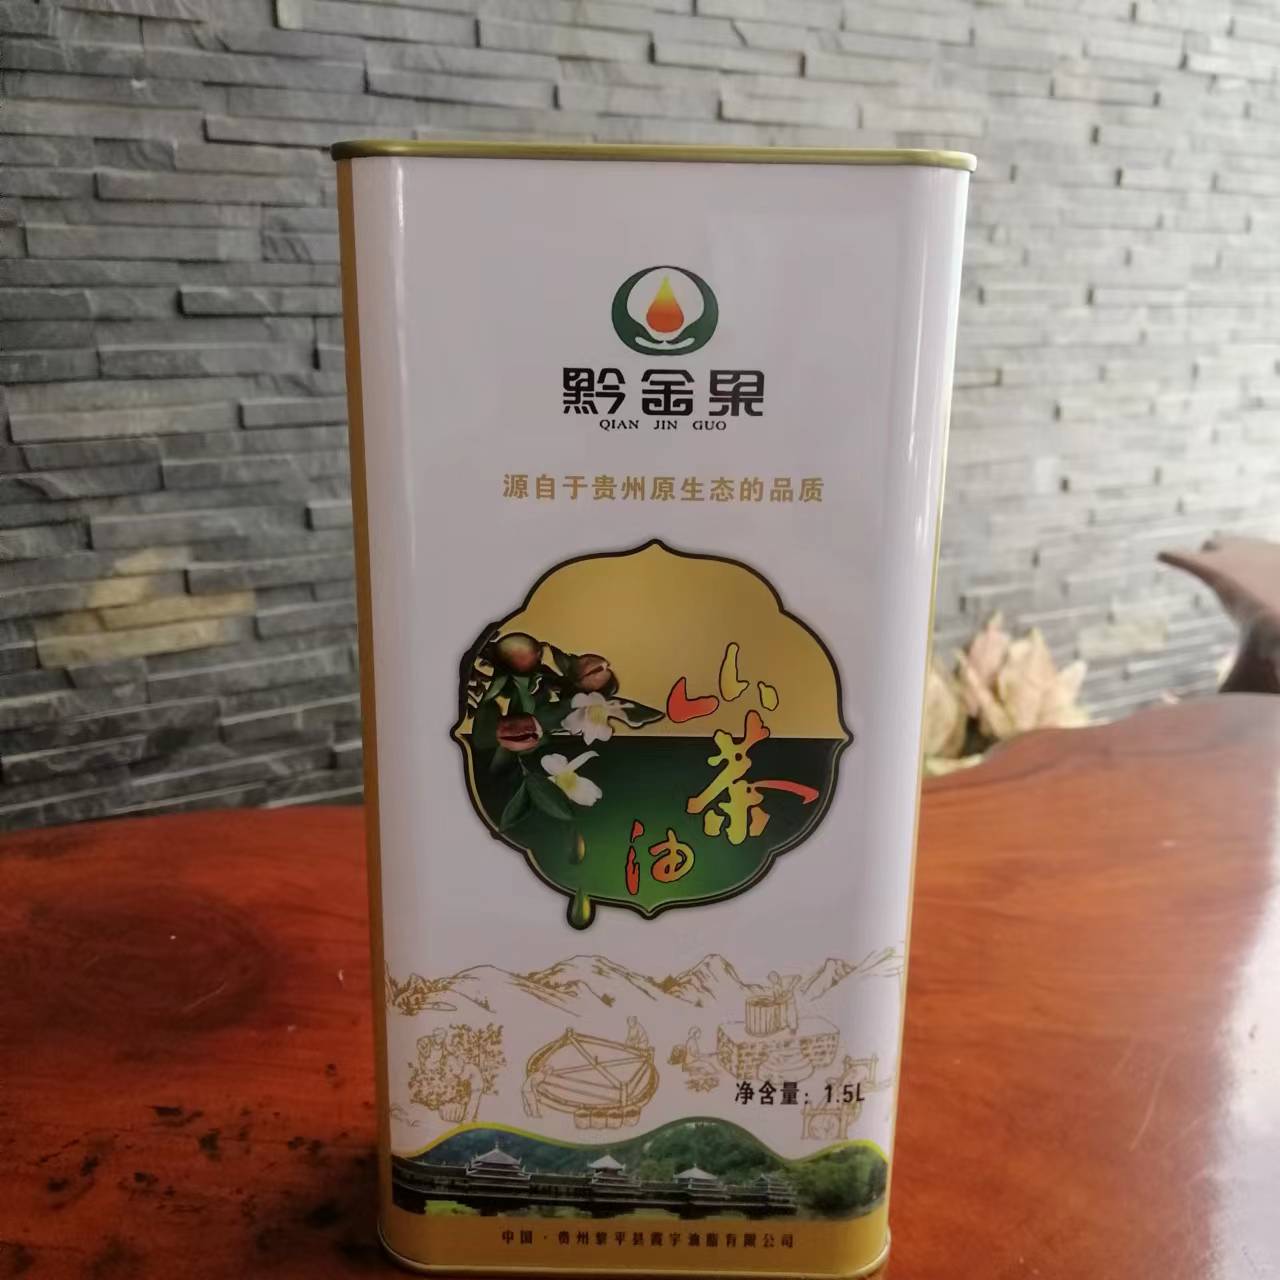 黔金果
QIAN JIN GUO
源自于贵州原生态的品质
山茶油
净含量：1.5L
中国·贵州黎平县霞宇油脂有限公司